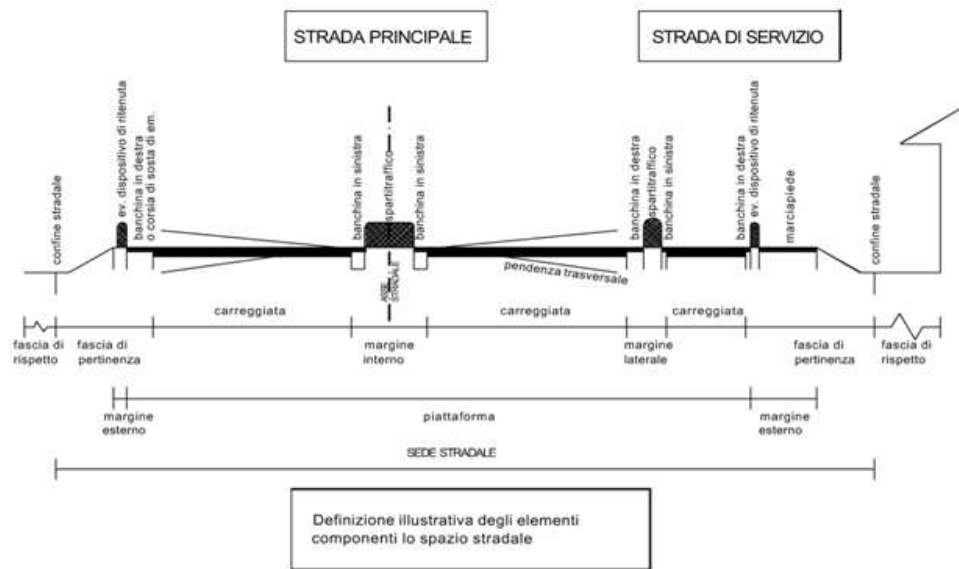 STRADA PRINCIPALE
STRADA DI SERVIZIO
confine stradale
ev. dispositivo di ritenuta
banchina in destra
o corsia di sosta di em.
banchina in sinistra
spartitraffico
banchina in sinistra
banchina in destra
spartitraffico
banchina in sinistra
banchina in destra
ev. dispositivo di ritenuta
marciapiede
confine stradale
pendenza trasversale
ASSE
STRADALE
carreggiata
carreggiata
carreggiata
fascia di
rispetto
fascia di
pertinenza
margine
interno
margine
laterale
fascia di
pertinenza
fascia di
rispetto
margine
esterno
piattaforma
margine
esterno
SEDE STRADALE
Definizione illustrativa degli elementi
componenti lo spazio stradale